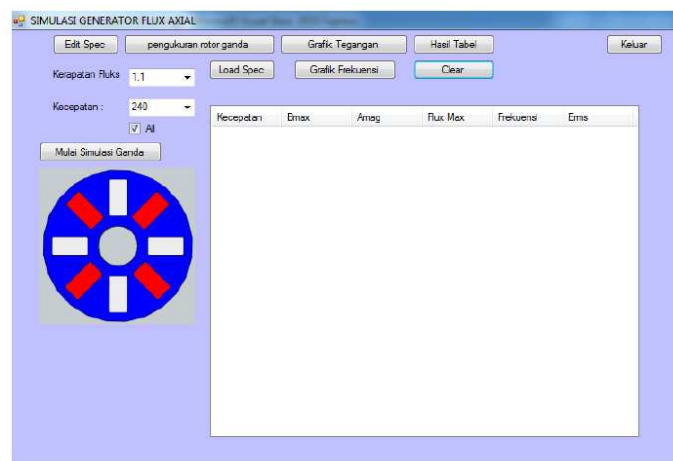 SIMULASI GENERATOR FLUX AXIAL
Edit Spec pengukuran rotor ganda Grafik Tegangan Hasil Tabel Keluar
Kerapatan Fluks 1.1 Load Spec Grafik Frekuensi Clear
Kecepatan : 240
All
Kecepatan Bmax Amag Flux Max Frekuensi Erms
Mulai Simulasi Ganda